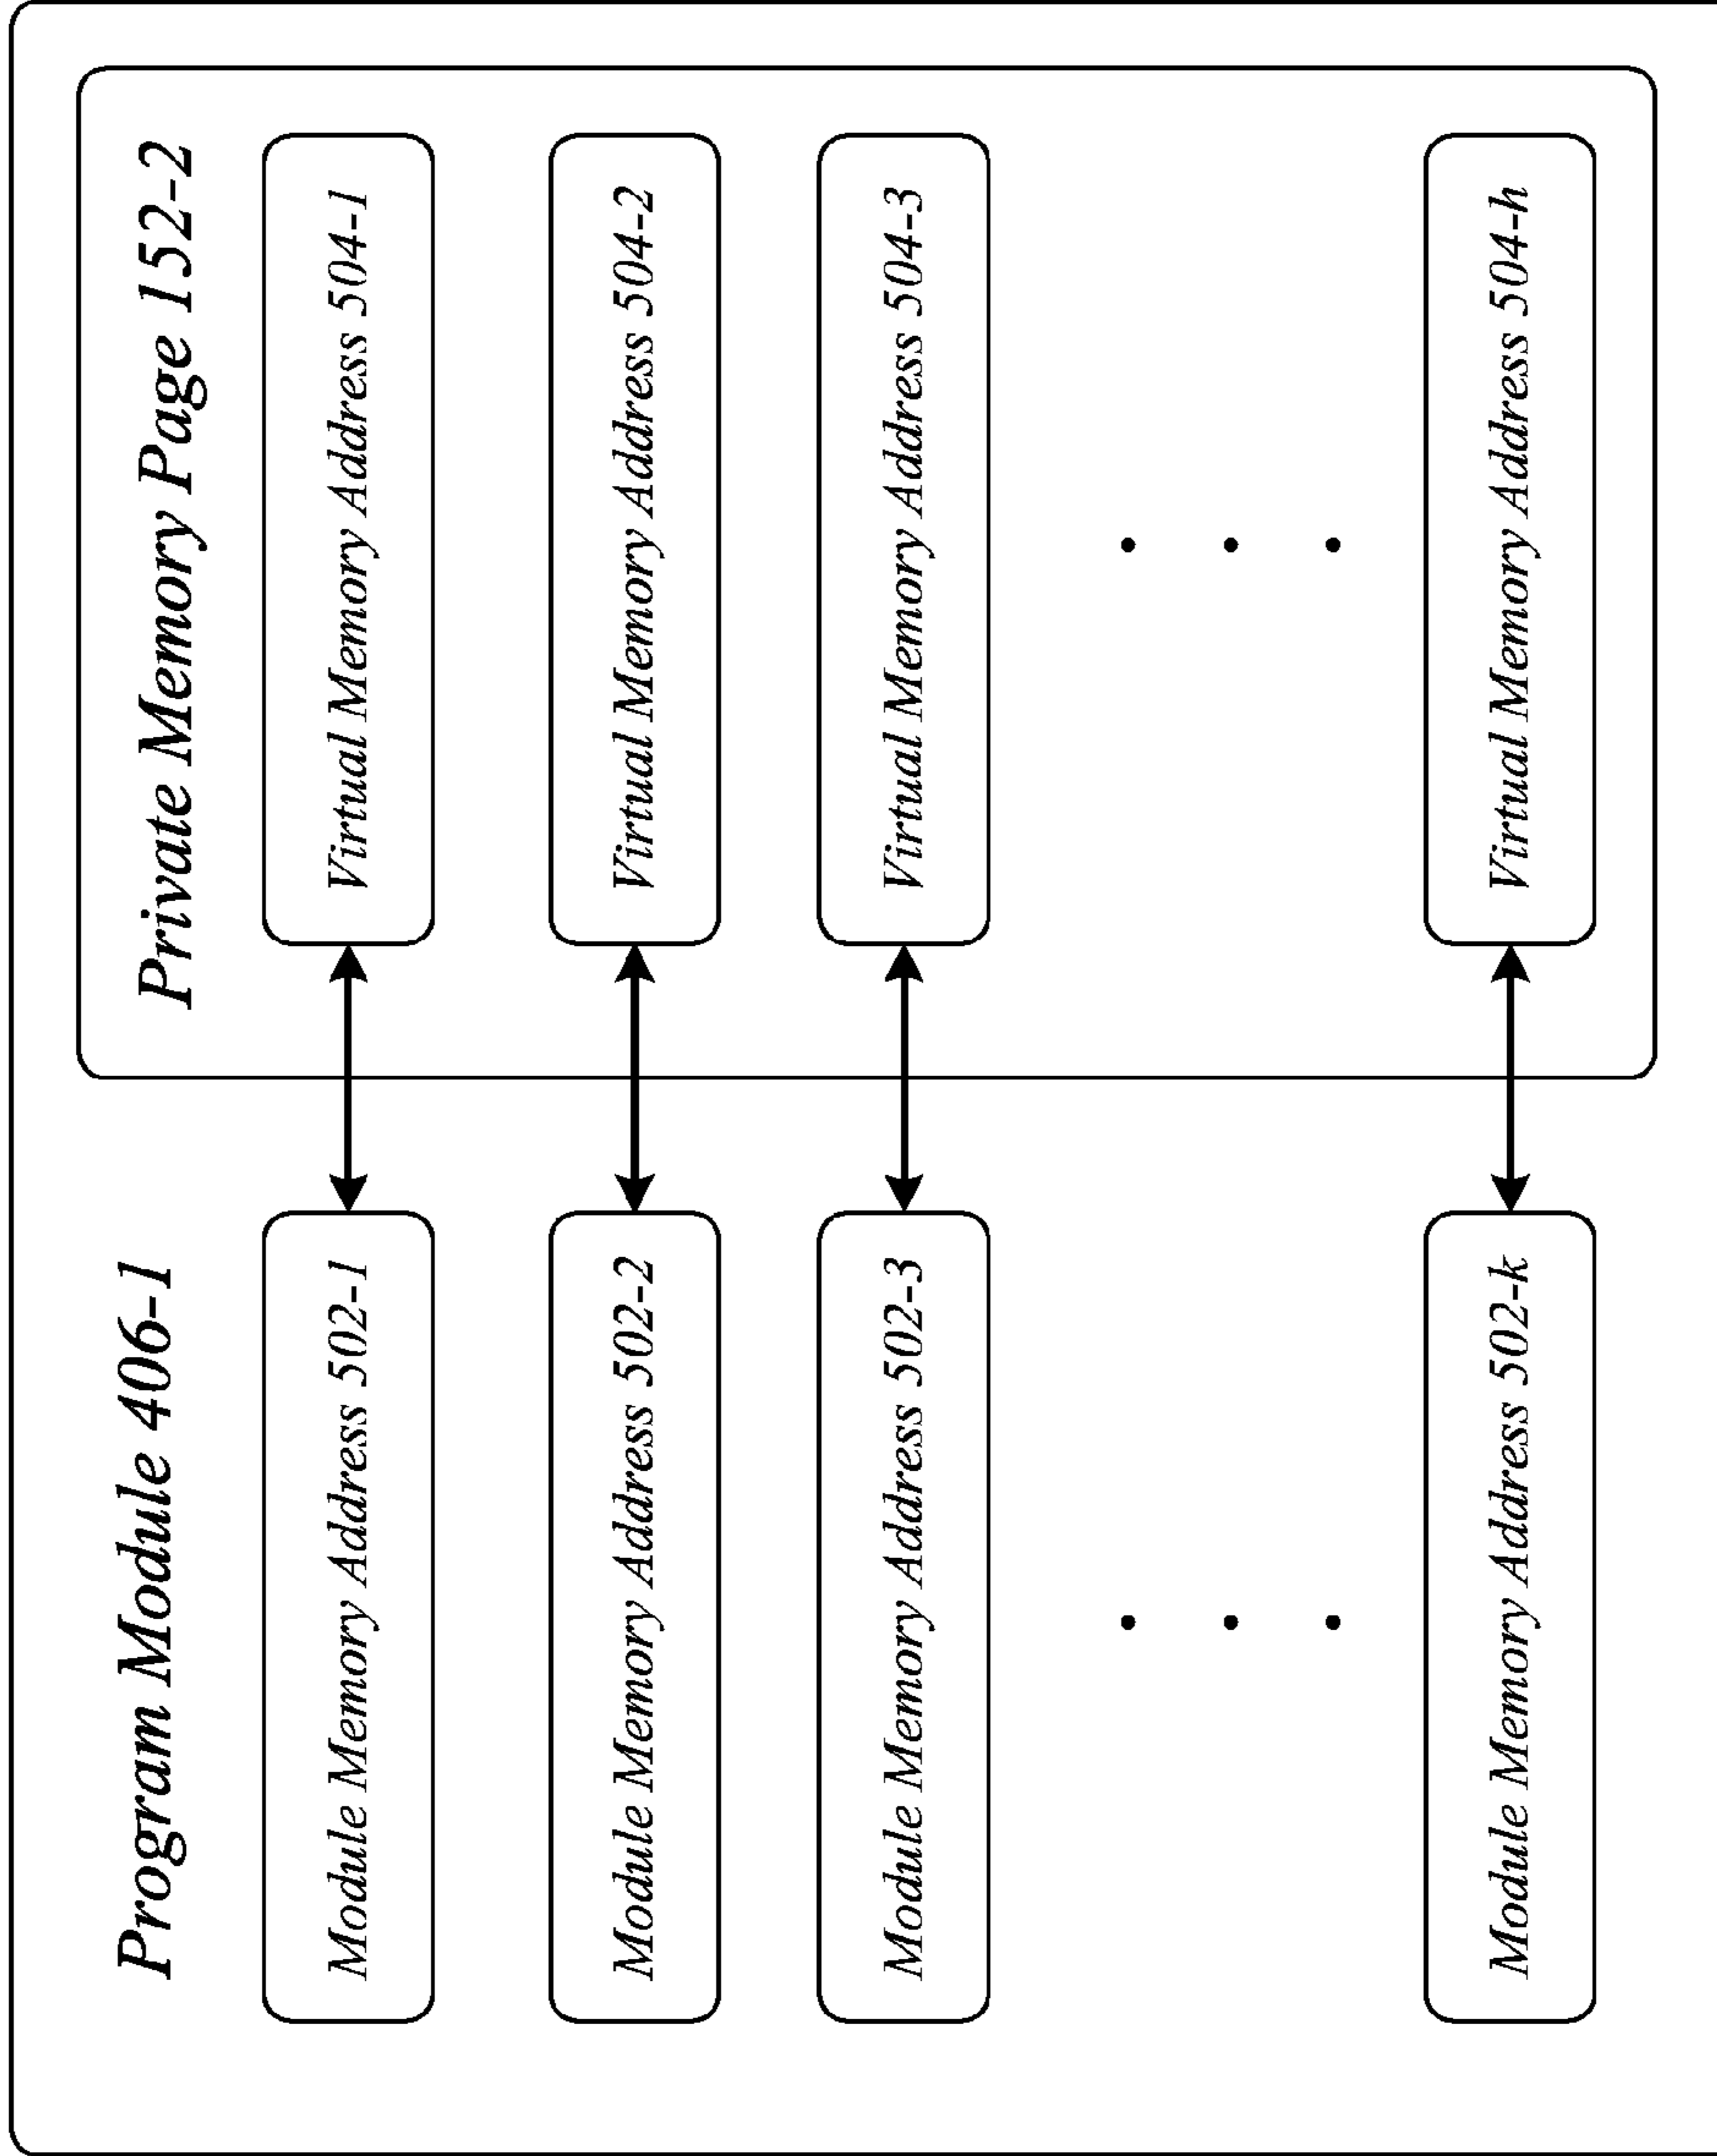 Program Module 406-1
Private Memory Page 152-2
Module Memory Address 502-1
Virtual Memory Address 504-1
Module Memory Address 502-2
Virtual Memory Address 504-2
Module Memory Address 502-3
Virtual Memory Address 504-3
Module Memory Address 502-k
Virtual Memory Address 504-h